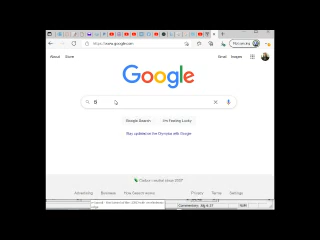 https://www.google.com
About Store Gmail Images
Google
Google Search I'm Feeling Lucky
Stay updated on the Olympics with Google
Carbon neutral since 2007
Advertising Business How Search works Privacy Terms Settings